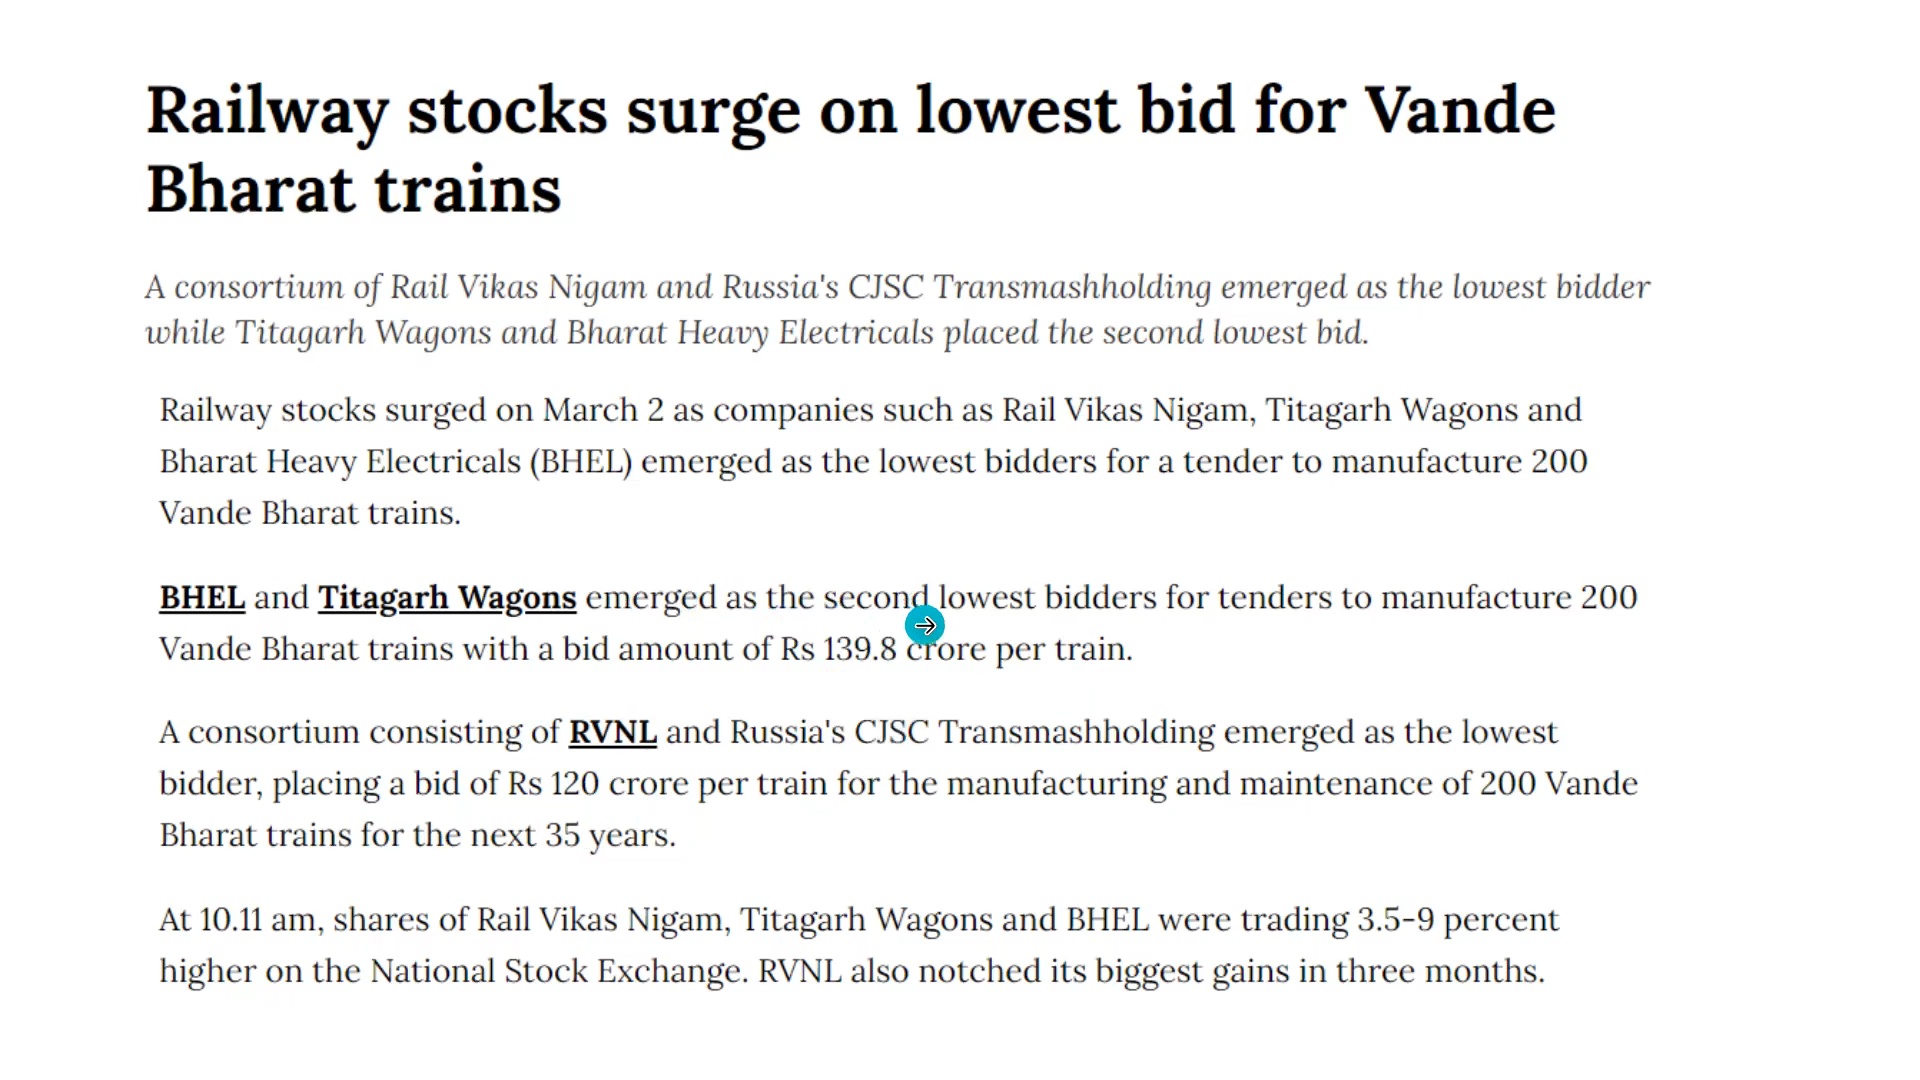 Railway stocks surge on lowest bid for Vande
Bharat trains
A consortium of Rail Vikas Nigam and Russia's CJSC Transmashholding emerged as the lowest bidder
while Titagarh Wagons and Bharat Heavy Electricals placed the second lowest bid.
Railway stocks surged on March 2 as companies such as Rail Vikas Nigam, Titagarh Wagons and
Bharat Heavy Electricals (BHEL) emerged as the lowest bidders for a tender to manufacture 200
Vande Bharat trains.
BHEL and Titagarh Wagons emerged as the second lowest bidders for tenders to manufacture 200
Vande Bharat trains with a bid amount of Rs 139.8 crore per train.
A consortium consisting of RVNL and Russia's CJSC Transmashholding emerged as the lowest
bidder, placing a bid of Rs 120 crore per train for the manufacturing and maintenance of 200 Vande
Bharat trains for the next 35 years.
At 10.11 am, shares of Rail Vikas Nigam, Titagarh Wagons and BHEL were trading 3.5-9 percent
higher on the National Stock Exchange. RVNL also notched its biggest gains in three months.